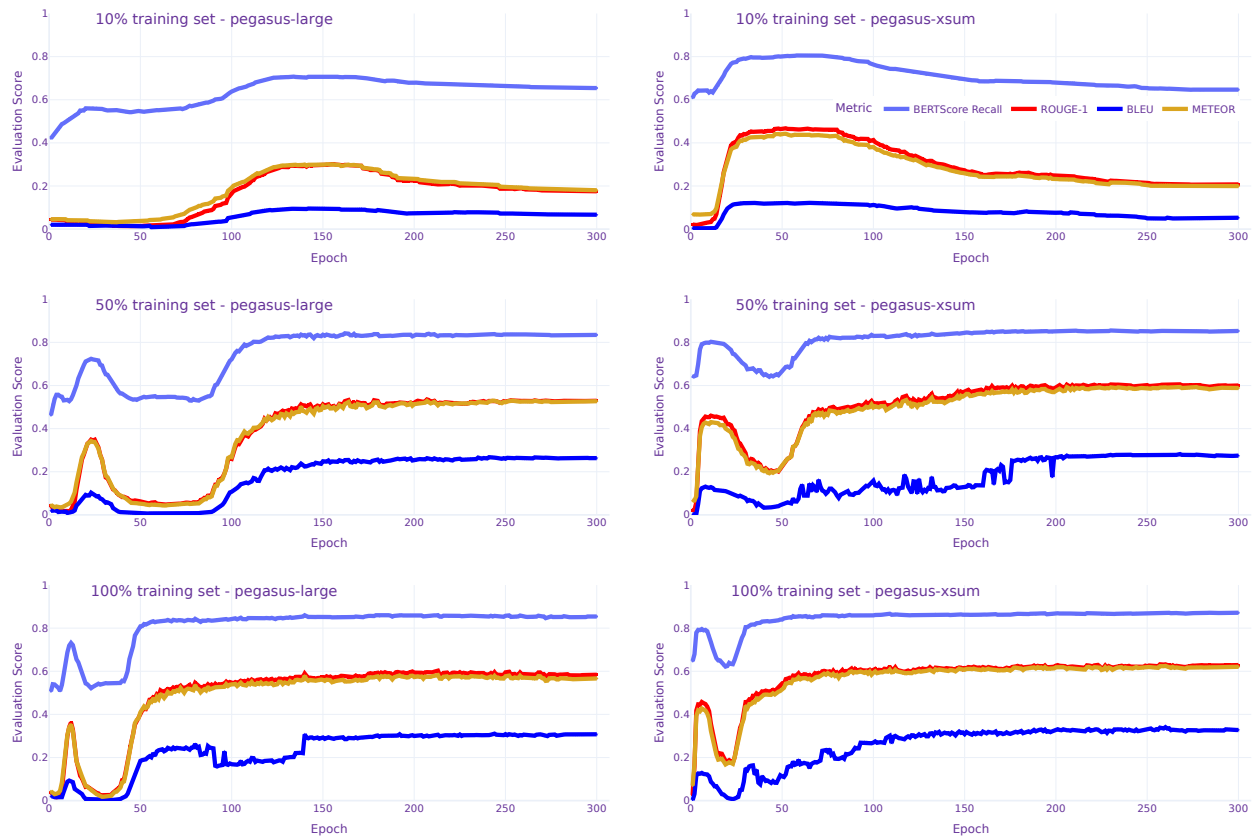 10% training set - pegasus-large
1
0.8
0.6
0.4
0.2
0
Evaluation Score
0 50 100 150 200 250 300
Epoch
10% training set - pegasus-xsum
1
0.8
0.6
0.4
0.2
0
Evaluation Score
Metric BERTScore Recall ROUGE-1 BLEU METEOR
0 50 100 150 200 250 300
Epoch
50% training set - pegasus-large
1
0.8
0.6
0.4
0.2
0
Evaluation Score
0 50 100 150 200 250 300
Epoch
50% training set - pegasus-xsum
1
0.8
0.6
0.4
0.2
0
Evaluation Score
0 50 100 150 200 250 300
Epoch
100% training set - pegasus-large
1
0.8
0.6
0.4
0.2
0
Evaluation Score
0 50 100 150 200 250 300
Epoch
100% training set - pegasus-xsum
1
0.8
0.6
0.4
0.2
0
Evaluation Score
0 50 100 150 200 250 300
Epoch